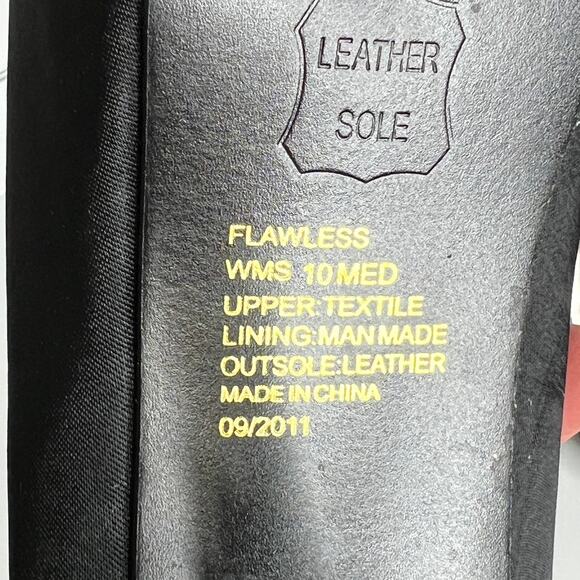 LEATHER
SOLE
FLAWLESS
WMS 10 MED
UPPER:TEXTILE
LINING:MAN MADE
OUTSOLE:LEATHER
MADE IN CHINA
09/2011